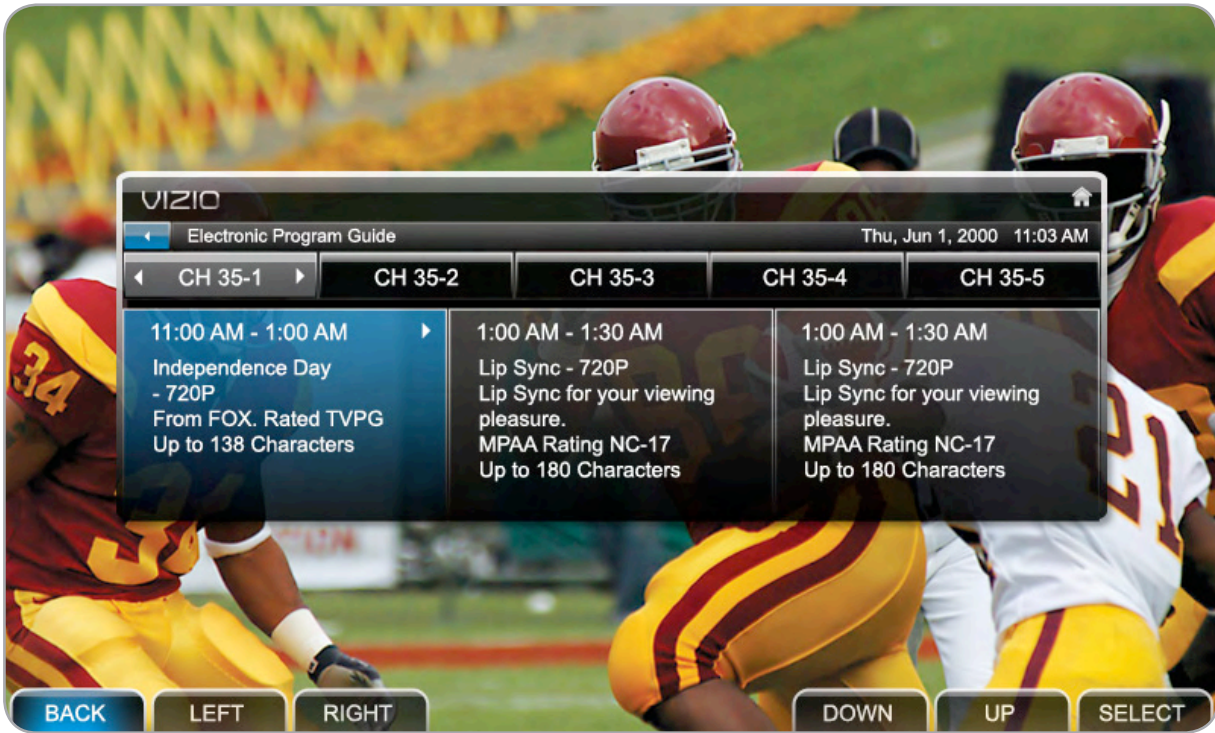 VIZIO
Electronic Program Guide Thu, Jun 1, 2000 11:03 AM
CH 35-1 CH 35-2 CH 35-3 CH 35-4 CH 35-5
11:00 AM - 1:00 AM
Independence Day
- 720P
From FOX. Rated TVPG
Up to 138 Characters
1:00 AM - 1:30 AM
Lip Sync - 720P
Lip Sync for your viewing
pleasure.
MPAA Rating NC-17
Up to 180 Characters
1:00 AM - 1:30 AM
Lip Sync - 720P
Lip Sync for your viewing
pleasure.
MPAA Rating NC-17
Up to 180 Characters
34
34
21
BACK LEFT RIGHT DOWN UP SELECT